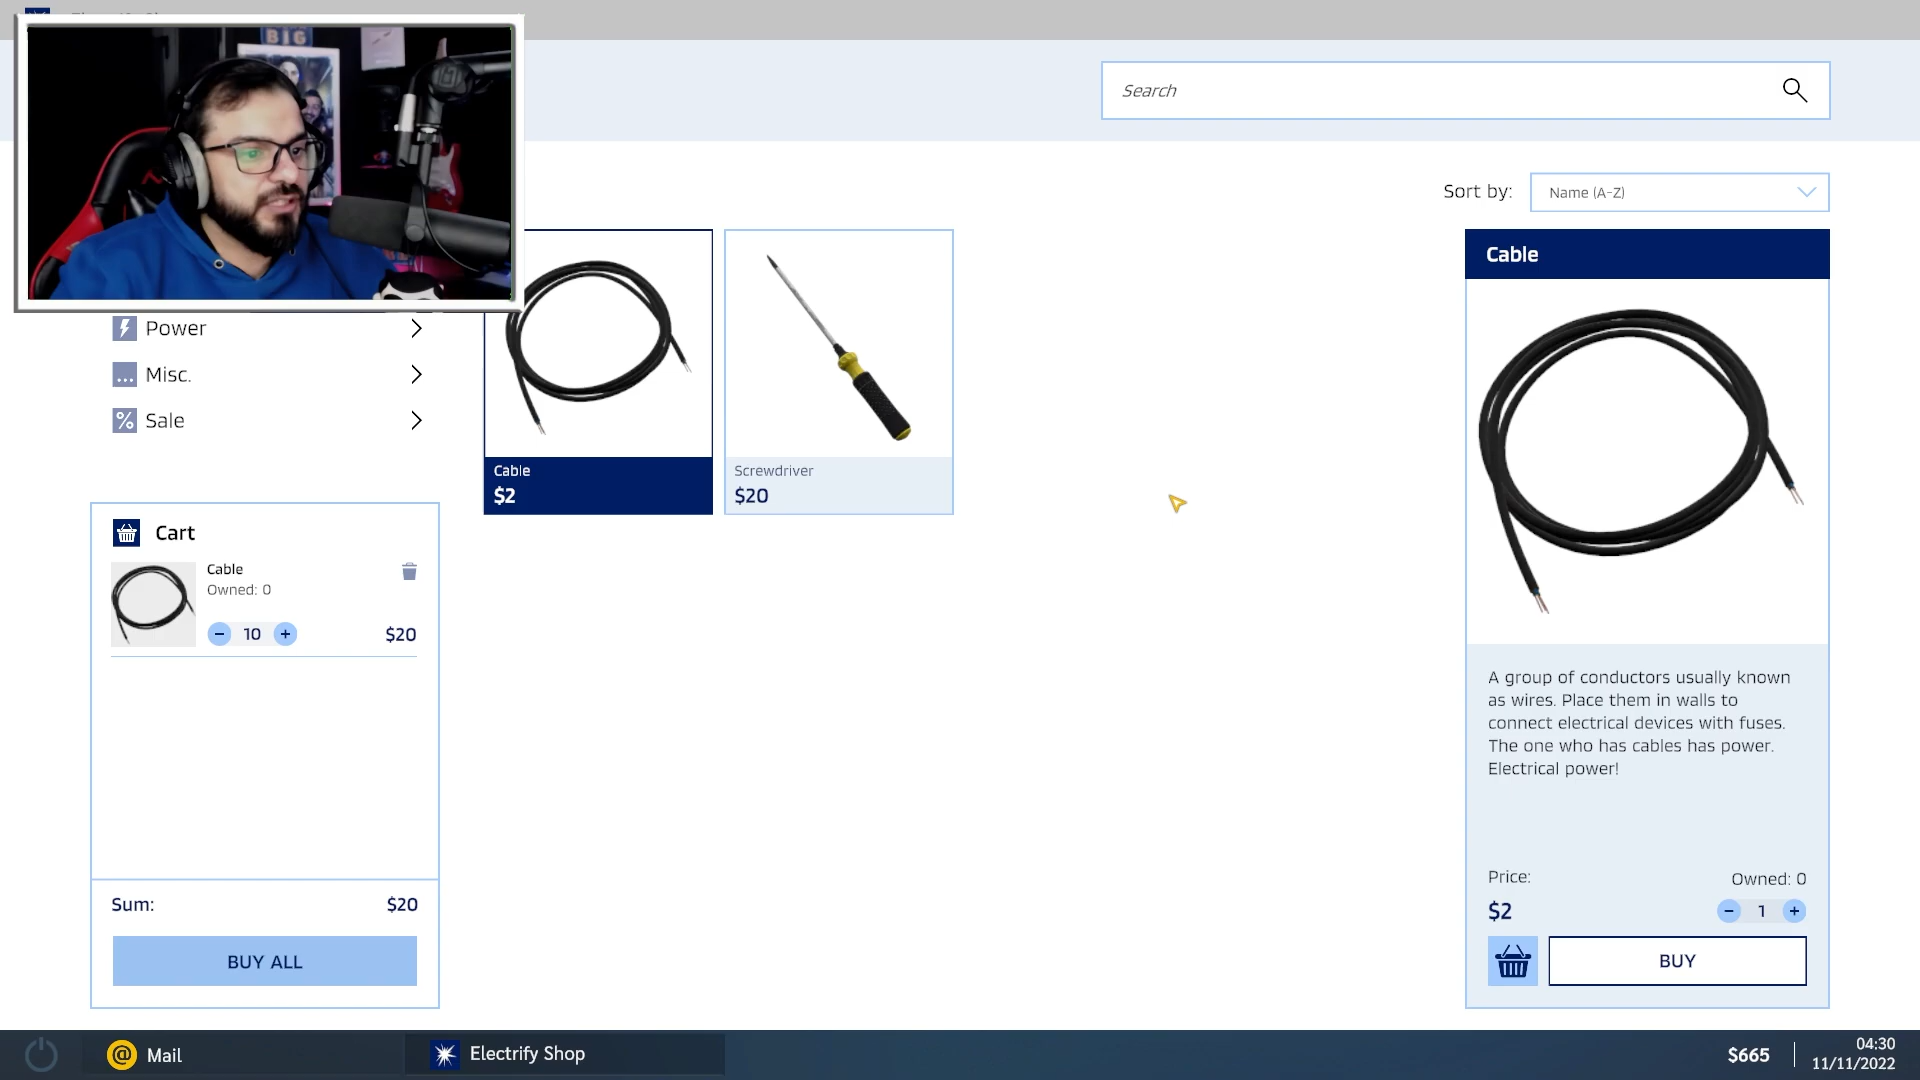 BIG
Search
Sort by:
Name (A-Z)
Cable
Power
Misc.
Sale
Cable
$2
Screwdriver
$20
Cart
Cable
Owned: 0
10
$20
Sum:
$20
BUY ALL
A group of conductors usually known
as wires. Place them in walls to
connect electrical devices with fuses.
The one who has cables has power.
Electrical power!
Price:
Owned: 0
$2
1
BUY
Mail
Electrify Shop
$665
04:30
11/11/2022